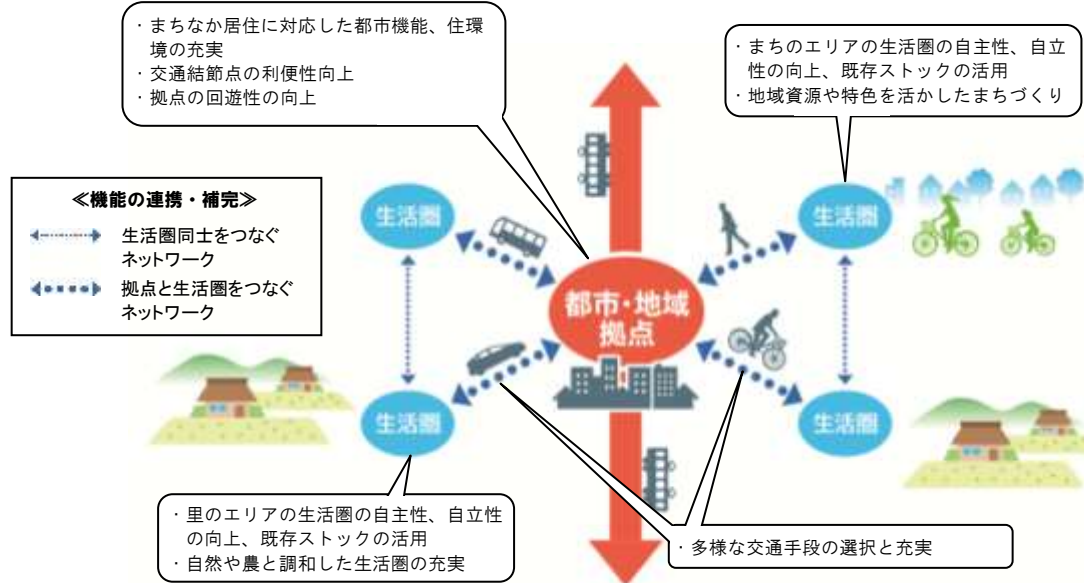 ・まちなか居住に対応した都市機能、住環
境の充実
・交通結節点の利便性向上
・拠点の回遊性の向上
・まちのエリアの生活圏の自主性、自立
性の向上、既存ストックの活用
・地域資源や特色を活かしたまちづくり
≪機能の連携・補完≫
生活圏同士をつなぐ
ネットワーク
拠点と生活圏をつなぐ
ネットワーク
生活圏
生活圏
都市・地域
拠点
生活圏
生活圏
・里のエリアの生活圏の自主性、自立性
の向上、既存ストックの活用
・自然や農と調和した生活圏の充実
・多様な交通手段の選択と充実